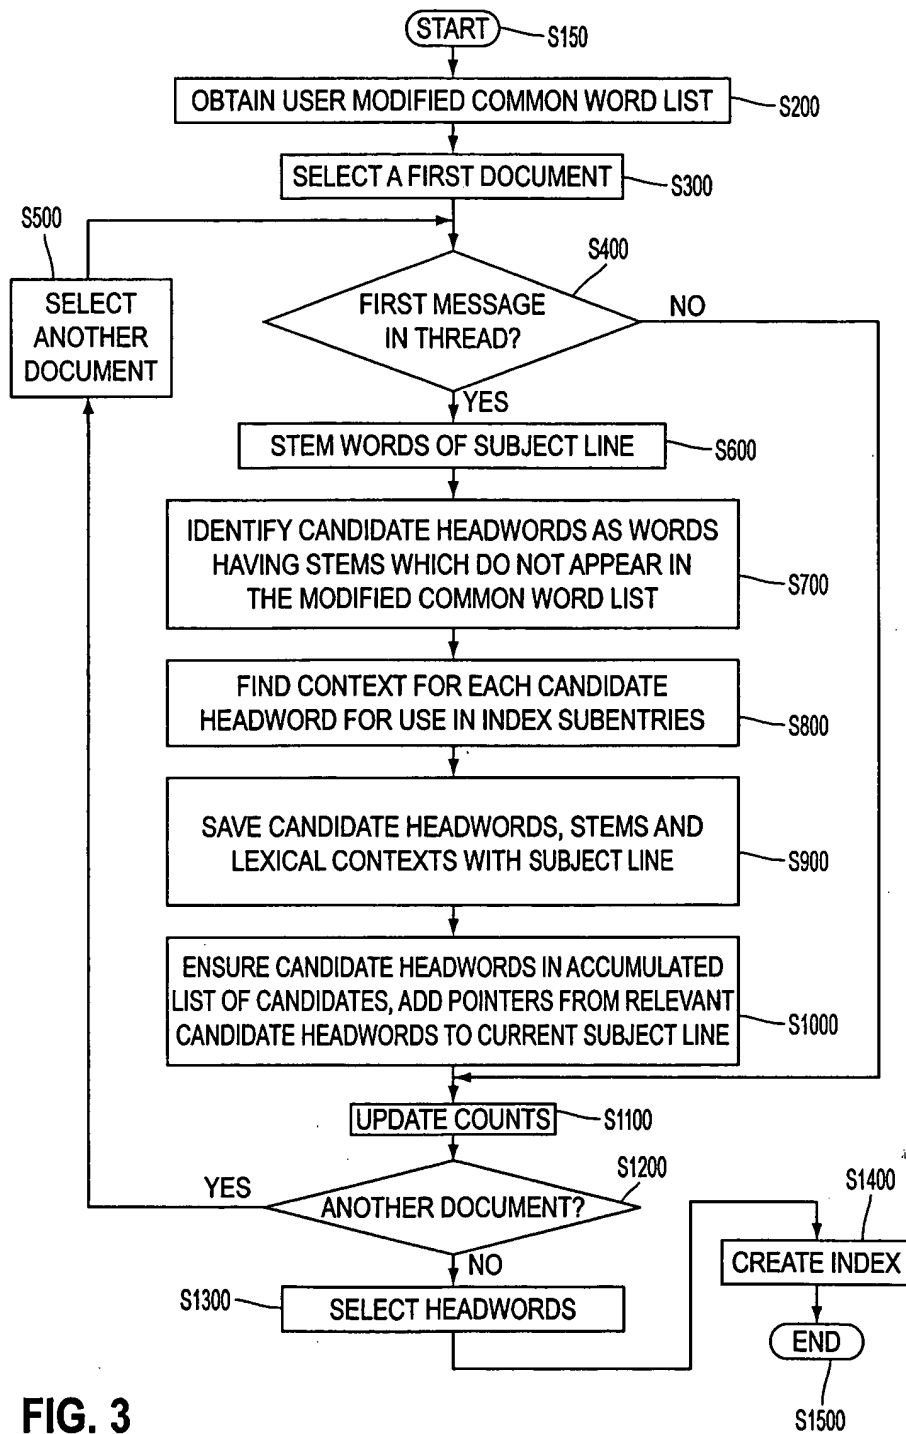 START
S150
OBTAIN USER MODIFIED COMMON WORD LIST
S200
SELECT A FIRST DOCUMENT
S300
S500
SELECT
ANOTHER
DOCUMENT
S400
FIRST MESSAGE
IN THREAD?
NO
YES
STEM WORDS OF SUBJECT LINE
S600
IDENTIFY CANDIDATE HEADWORDS AS WORDS
HAVING STEMS WHICH DO NOT APPEAR IN
THE MODIFIED COMMON WORD LIST
S700
FIND CONTEXT FOR EACH CANDIDATE
HEADWORD FOR USE IN INDEX SUBENTRIES
S800
SAVE CANDIDATE HEADWORDS, STEMS AND
LEXICAL CONTEXTS WITH SUBJECT LINE
S900
ENSURE CANDIDATE HEADWORDS IN ACCUMULATED
LIST OF CANDIDATES, ADD POINTERS FROM RELEVANT
CANDIDATE HEADWORDS TO CURRENT SUBJECT LINE
S1000
UPDATE COUNTS
S1100
ANOTHER DOCUMENT?
S1200
YES
NO
SELECT HEADWORDS
S1300
S1400
CREATE INDEX
END
S1500
FIG. 3